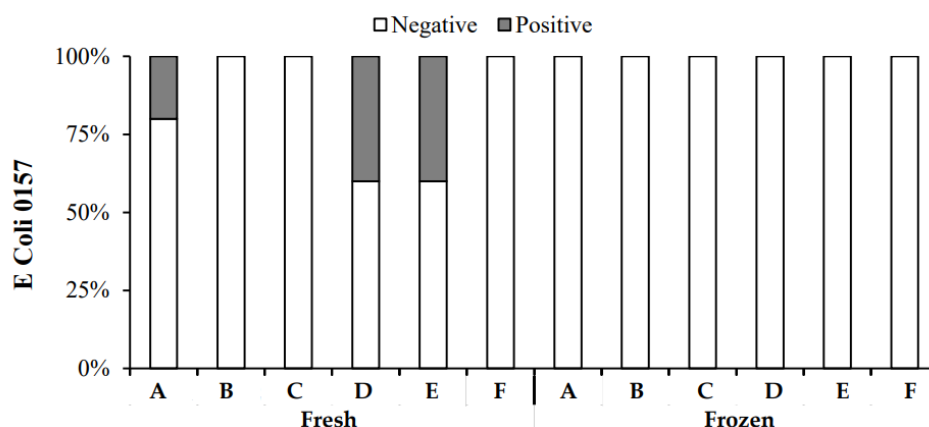 Negative Positive
100%
75%
50%
25%
0%
E Coli 0157
A B C D E F A B C D E F
Fresh Frozen